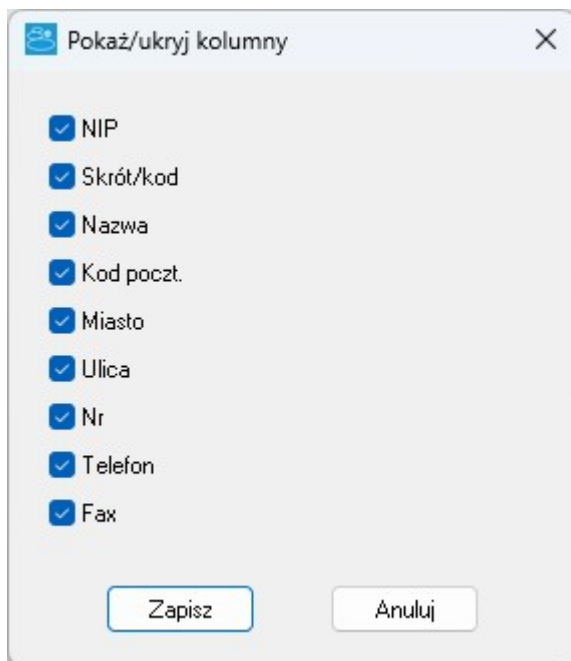 Pokaż/ukryj kolumny
NIP
Skrót/kod
Nazwa
Kod poczt.
Miasto
Ulica
Nr
Telefon
Fax
Zapisz
Anuluj